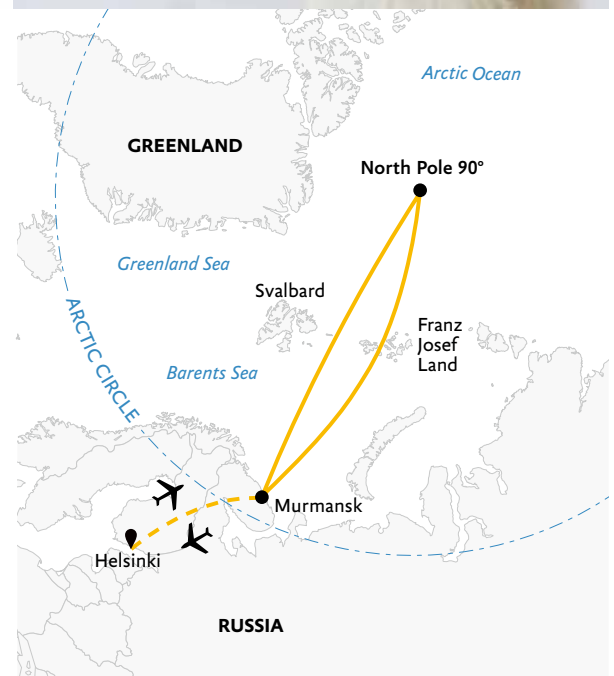 Arctic Ocean
GREENLAND
North Pole 90°
Greenland Sea
Svalbard
Franz
Josef
Land
ARCTIC CIRCLE
Barents Sea
Murmansk
Helsinki
RUSSIA